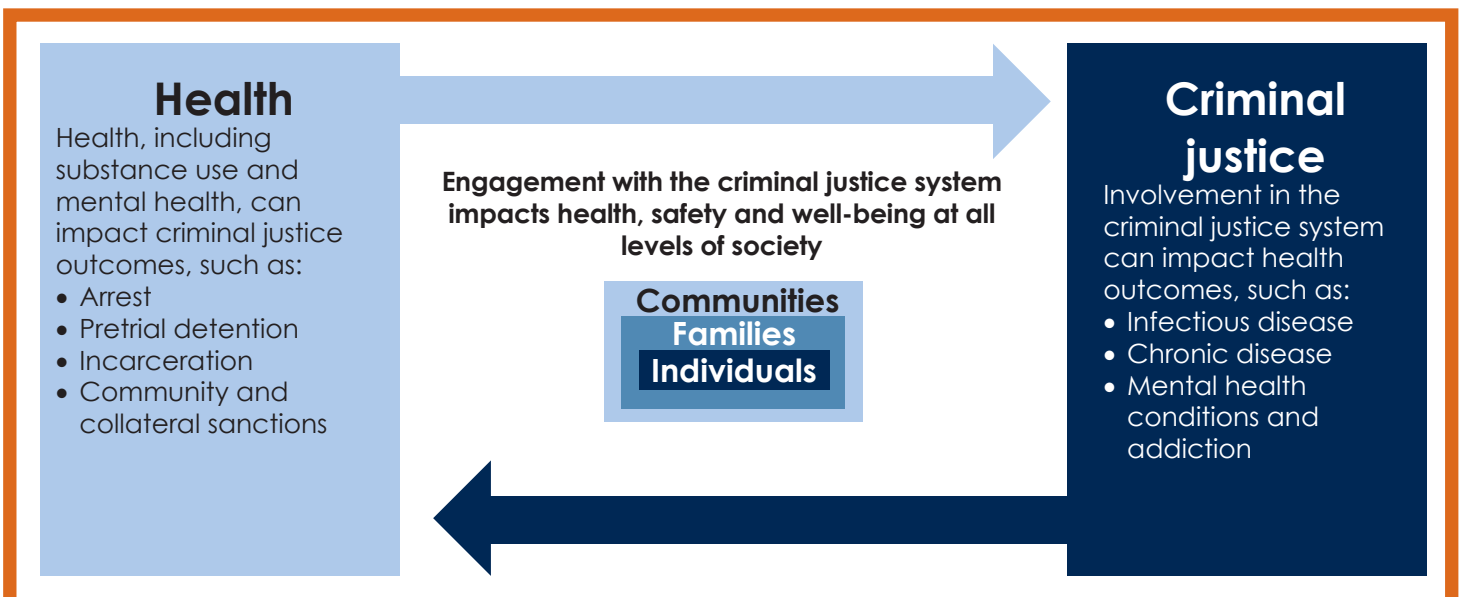 Health
Health, including
substance use and
mental health, can
impact criminal justice
outcomes, such as:
• Arrest
• Pretrial detention
• Incarceration
• Community and
collateral sanctions
Engagement with the criminal justice system
impacts health, safety and well-being at all
levels of society
Communities
Families
Individuals
Criminal
justice
Involvement in the
criminal justice system
can impact health
outcomes, such as:
• Infectious disease
• Chronic disease
• Mental health
conditions and
addiction